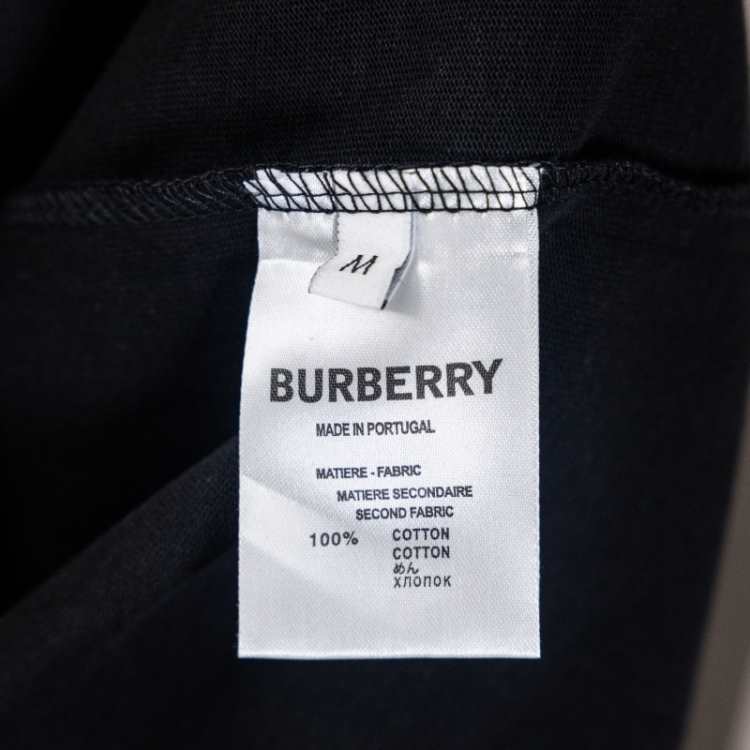 M
BURBERRY
MADE IN PORTUGAL
MATIERE - FABRIC
MATIERE SECONDAIRE
SECOND FABRIC
100% COTTON
COTTON
めん
ХЛОПОК